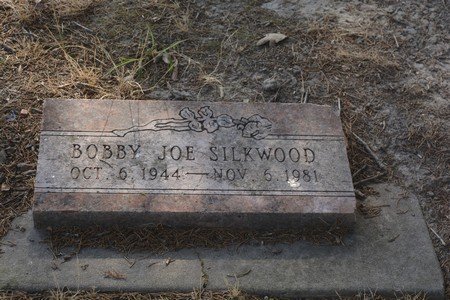 BOBBY JOE SILKWOOD
OCT. 6, 1944 — NOV. 6, 1981